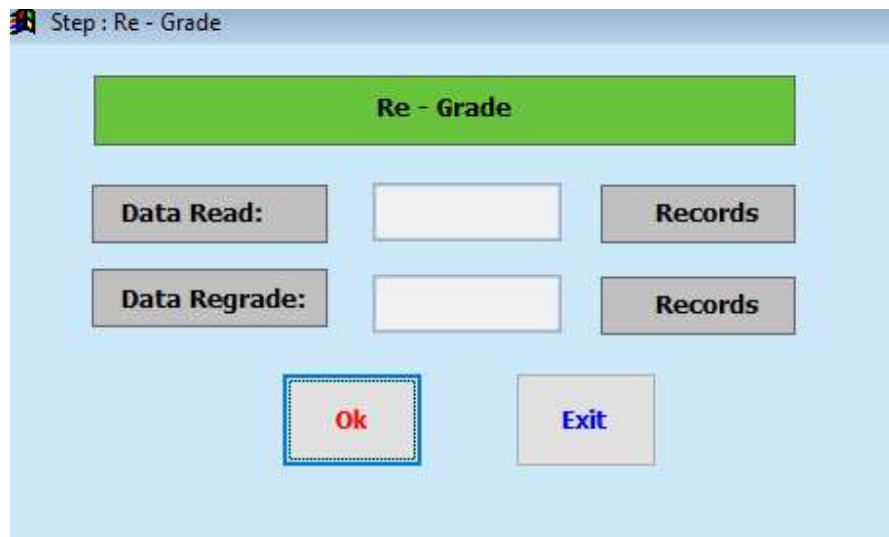 Step : Re - Grade
Re - Grade
Data Read: Records
Data Regrade: Records
Ok Exit